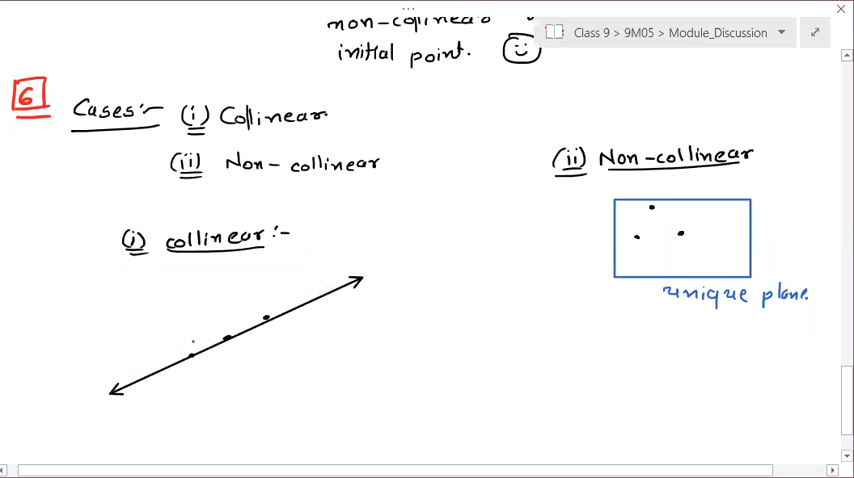 non-collinear
initial point.
Class 9 > 9M05 > Module_Discussion
6
Cases:- (i) Collinear.
(ii) Non-collinear
(i) collinear:-
(ii) Non-collinear
unique plane.